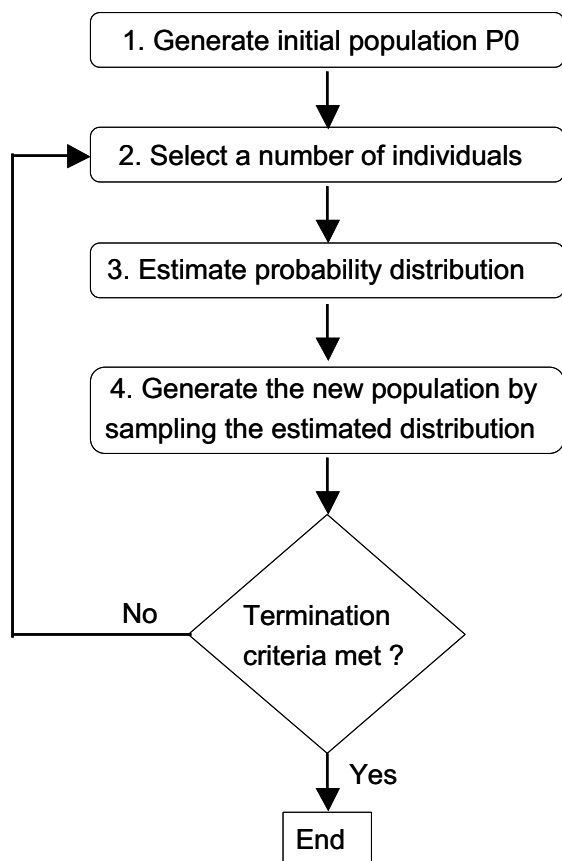 1. Generate initial population P0
2. Select a number of individuals
3. Estimate probability distribution
4. Generate the new population by
sampling the estimated distribution
No
Termination
criteria met ?
Yes
End